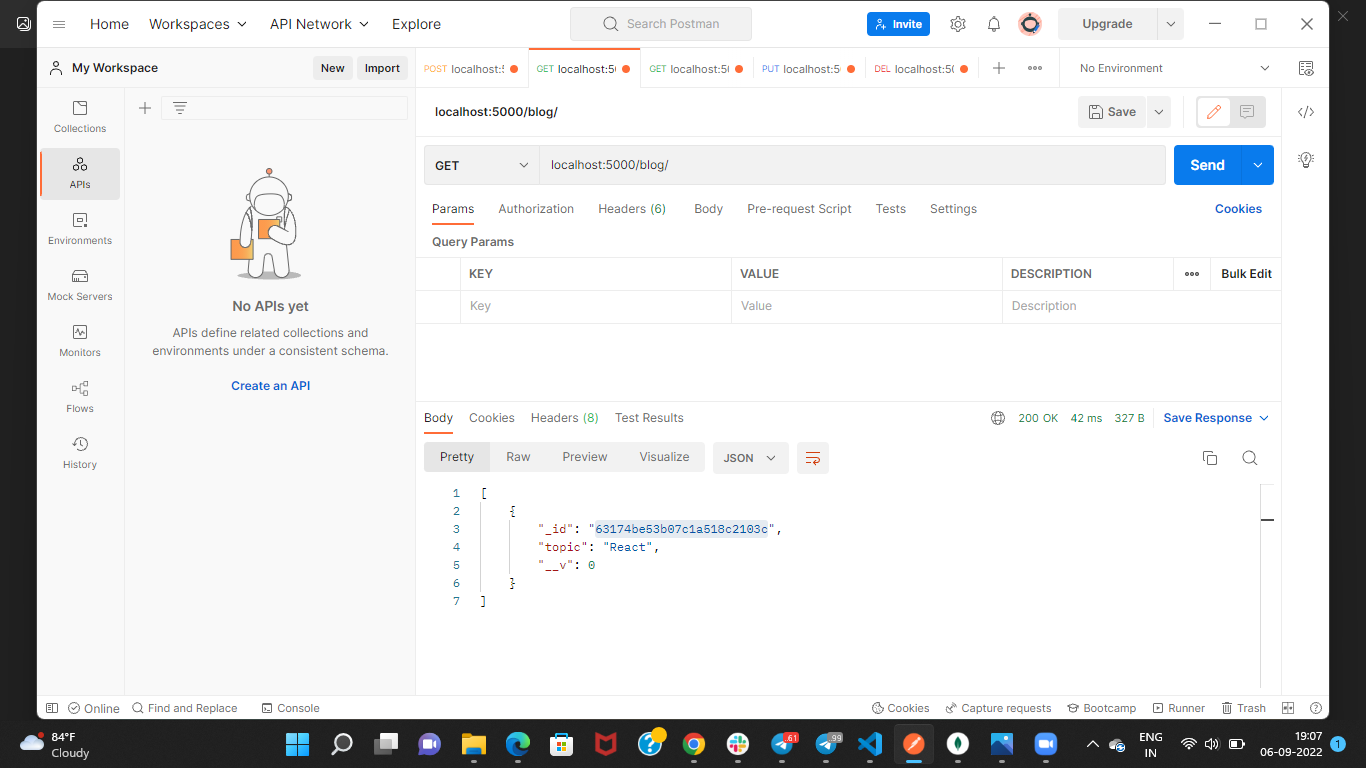 Home
Workspaces
API Network
Explore
Search Postman
Invite
Upgrade
My Workspace
New
Import
POST localhost:5
GET localhost:5(
GET localhost:5(
PUT localhost:5(
DEL localhost:5(
No Environment
Collections
APIs
Environments
Mock Servers
Monitors
Flows
History
No APIs yet
APIs define related collections and
environments under a consistent schema.
Create an API
localhost:5000/blog/
Save
GET
localhost:5000/blog/
Send
Params
Authorization
Headers (6)
Body
Pre-request Script
Tests
Settings
Cookies
Query Params
KEY
VALUE
DESCRIPTION
Bulk Edit
Key
Value
Description
Body
Cookies
Headers (8)
Test Results
200 OK
42 ms
327 B
Save Response
Pretty
Raw
Preview
Visualize
JSON
1 [
2 {
3 "_id": "63174be53b07c1a518c2103c",
4 "topic": "React",
5 "__v": 0
6 }
7 ]
Online
Find and Replace
Console
Cookies
Capture requests
Bootcamp
Runner
Trash
84°F
Cloudy
.61
.99
ENG
IN
19:07
06-09-2022
1